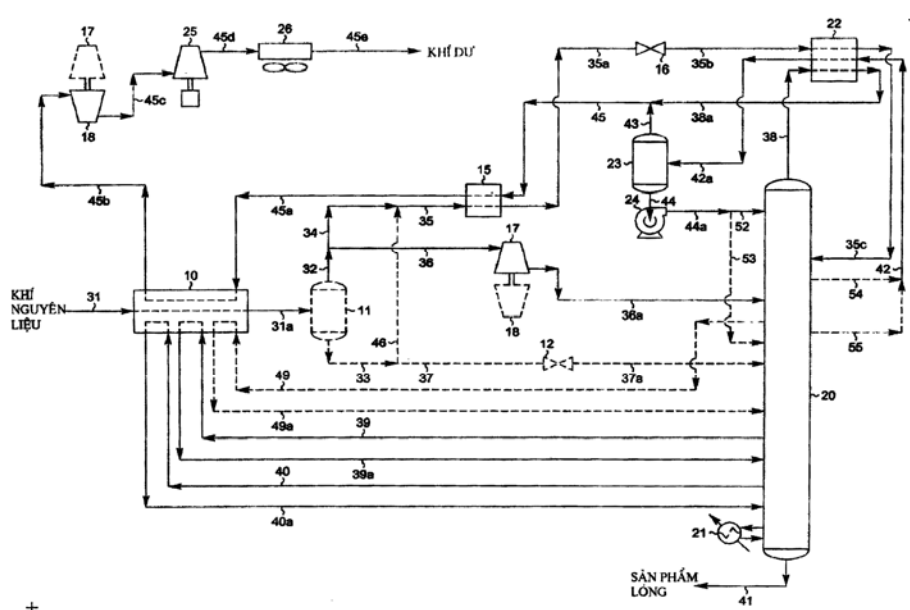 17
25
45d
26
45e
KHÍ DƯ
22
35a
16
35b
45c
18
45
38a
43
38
42a
23
15
24
44
44a
52
45b
45a
34
35
17
53
35c
42
32
36
54
10
KHÍ
NGUYÊN
LIỆU
31
31a
11
18
36a
46
12
55
33
37
37a
49
20
49a
39
39a
40
40a
21
SẢN PHẨM
LỎNG
41